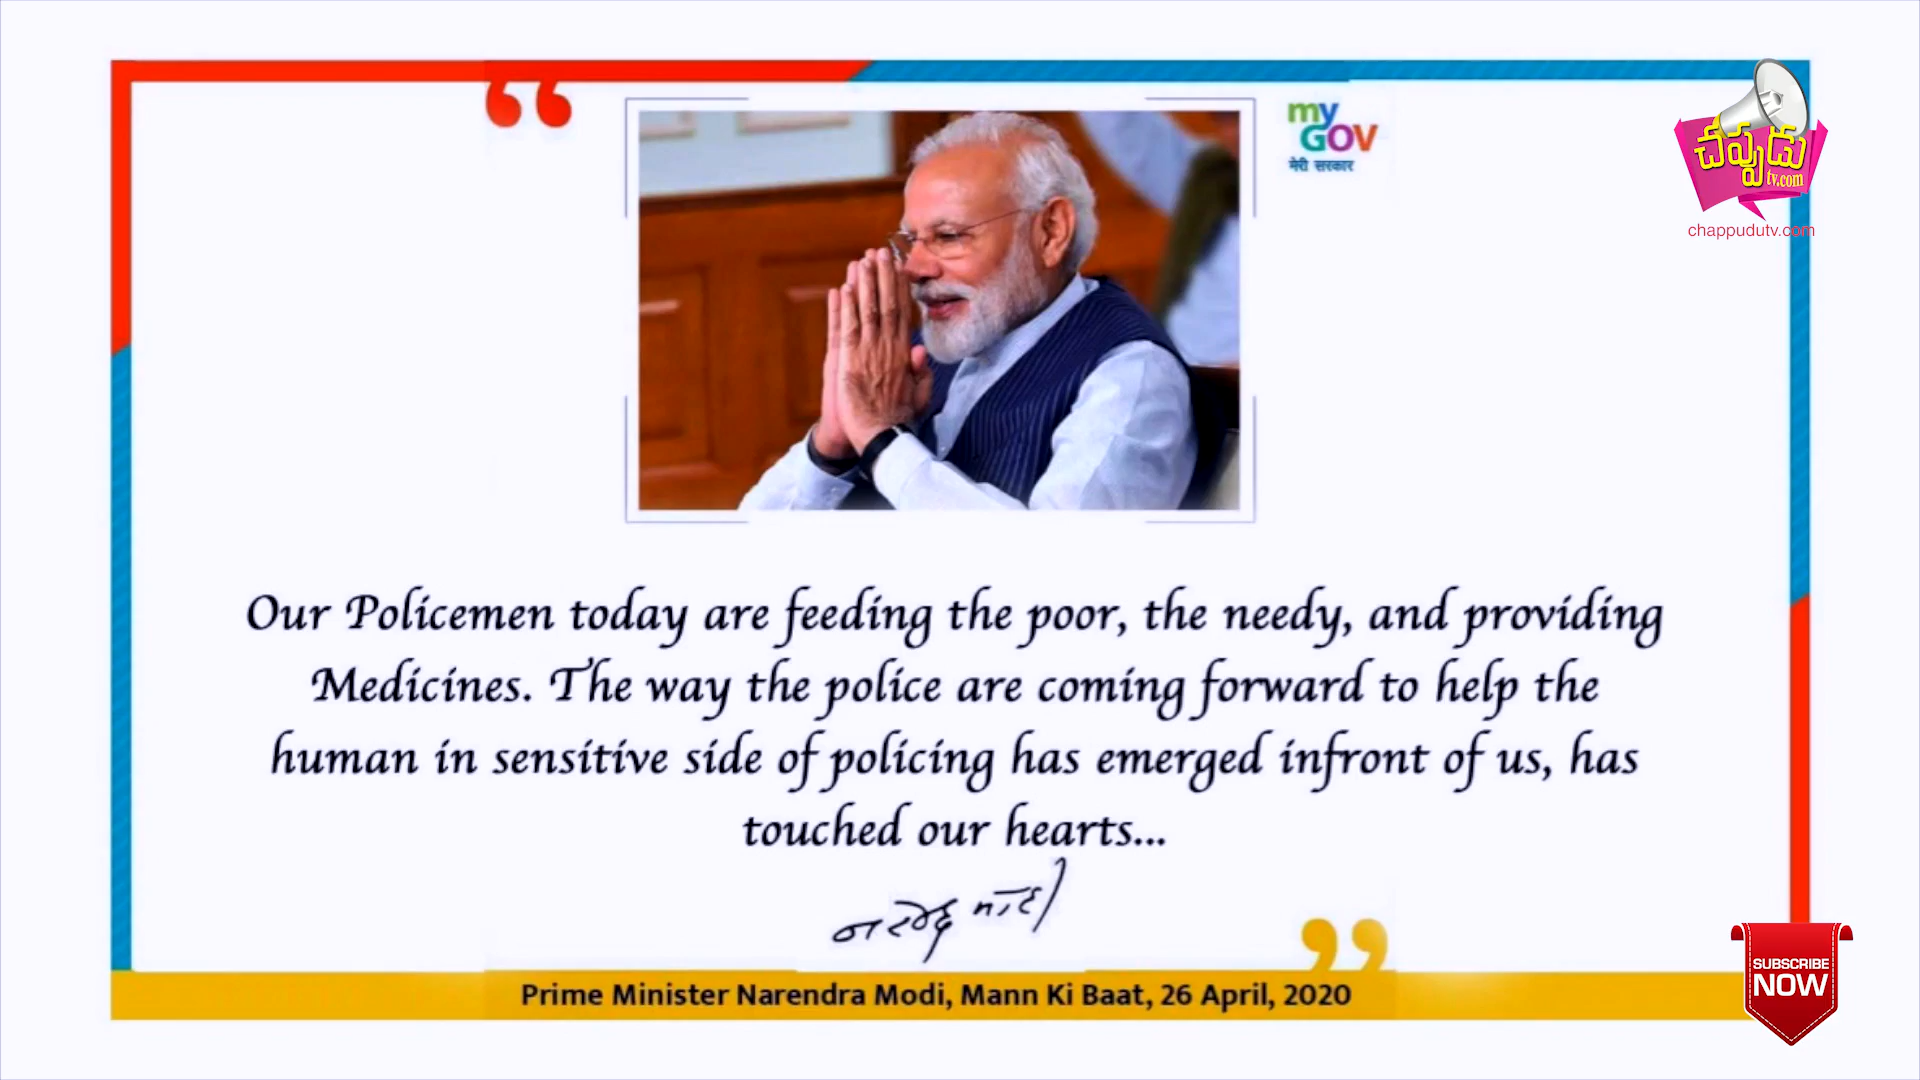 my
GOV
मेरी सरकार
చప్పుడు
tv.com
chappudutv.com
Our Policemen today are feeding the poor, the needy, and providing
Medicines. The way the police are coming forward to help the
human in sensitive side of policing has emerged infront of us, has
touched our hearts...
नरेन्द्र मोदी
Prime Minister Narendra Modi, Mann Ki Baat, 26 April, 2020
SUBSCRIBE
NOW